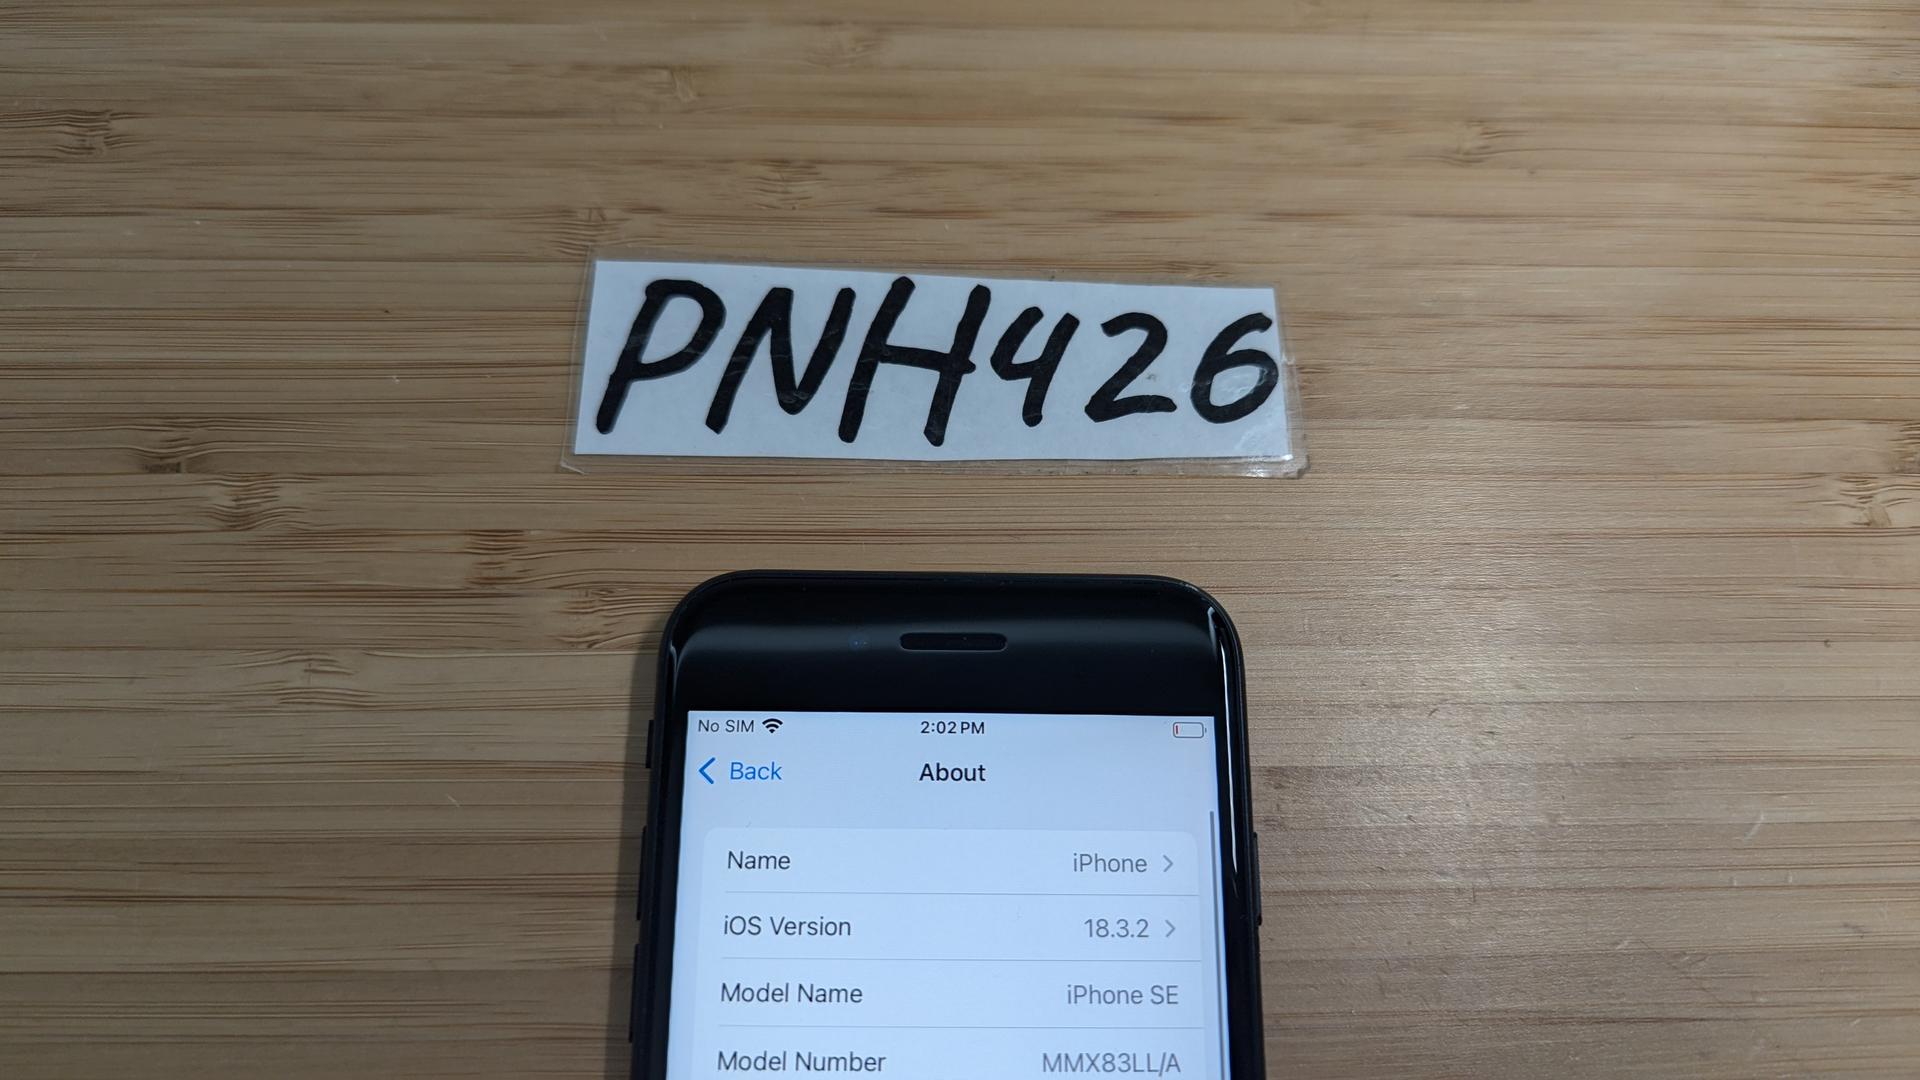 PNH426
No SIM 2:02 PM
Back About
Name iPhone
iOS Version 18.3.2
Model Name iPhone SE
Model Number MMX83LL/A